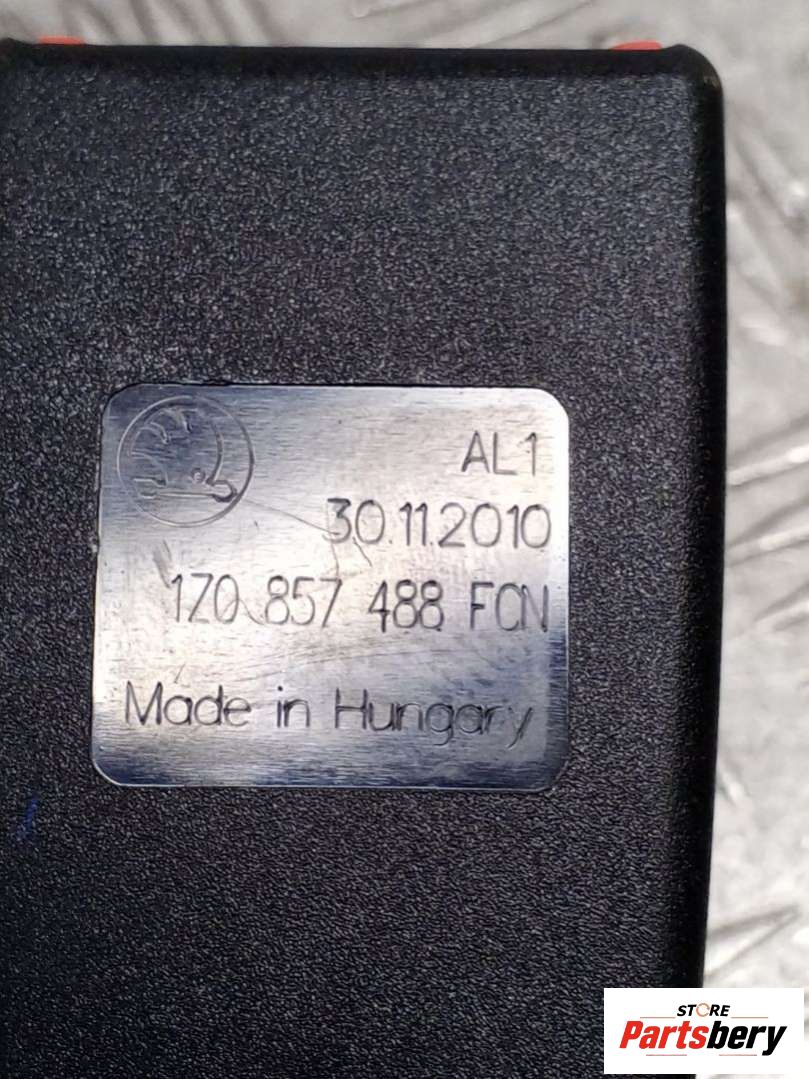 AL1
30.11.2010
1Z0 857 488 FCN
Made in Hungary
STORE
Partsbery